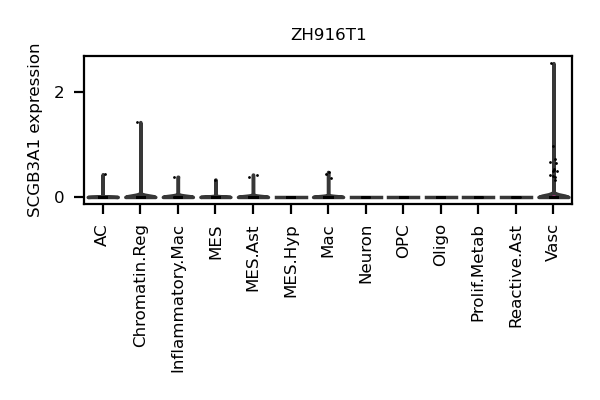 ZH916T1
SCGB3A1 expression
2
0
AC
Chromatin.Reg
Inflammatory.Mac
MES
MES.Ast
MES.Hyp
Mac
Neuron
OPC
Oligo
Prolif.Metab
Reactive.Ast
Vasc